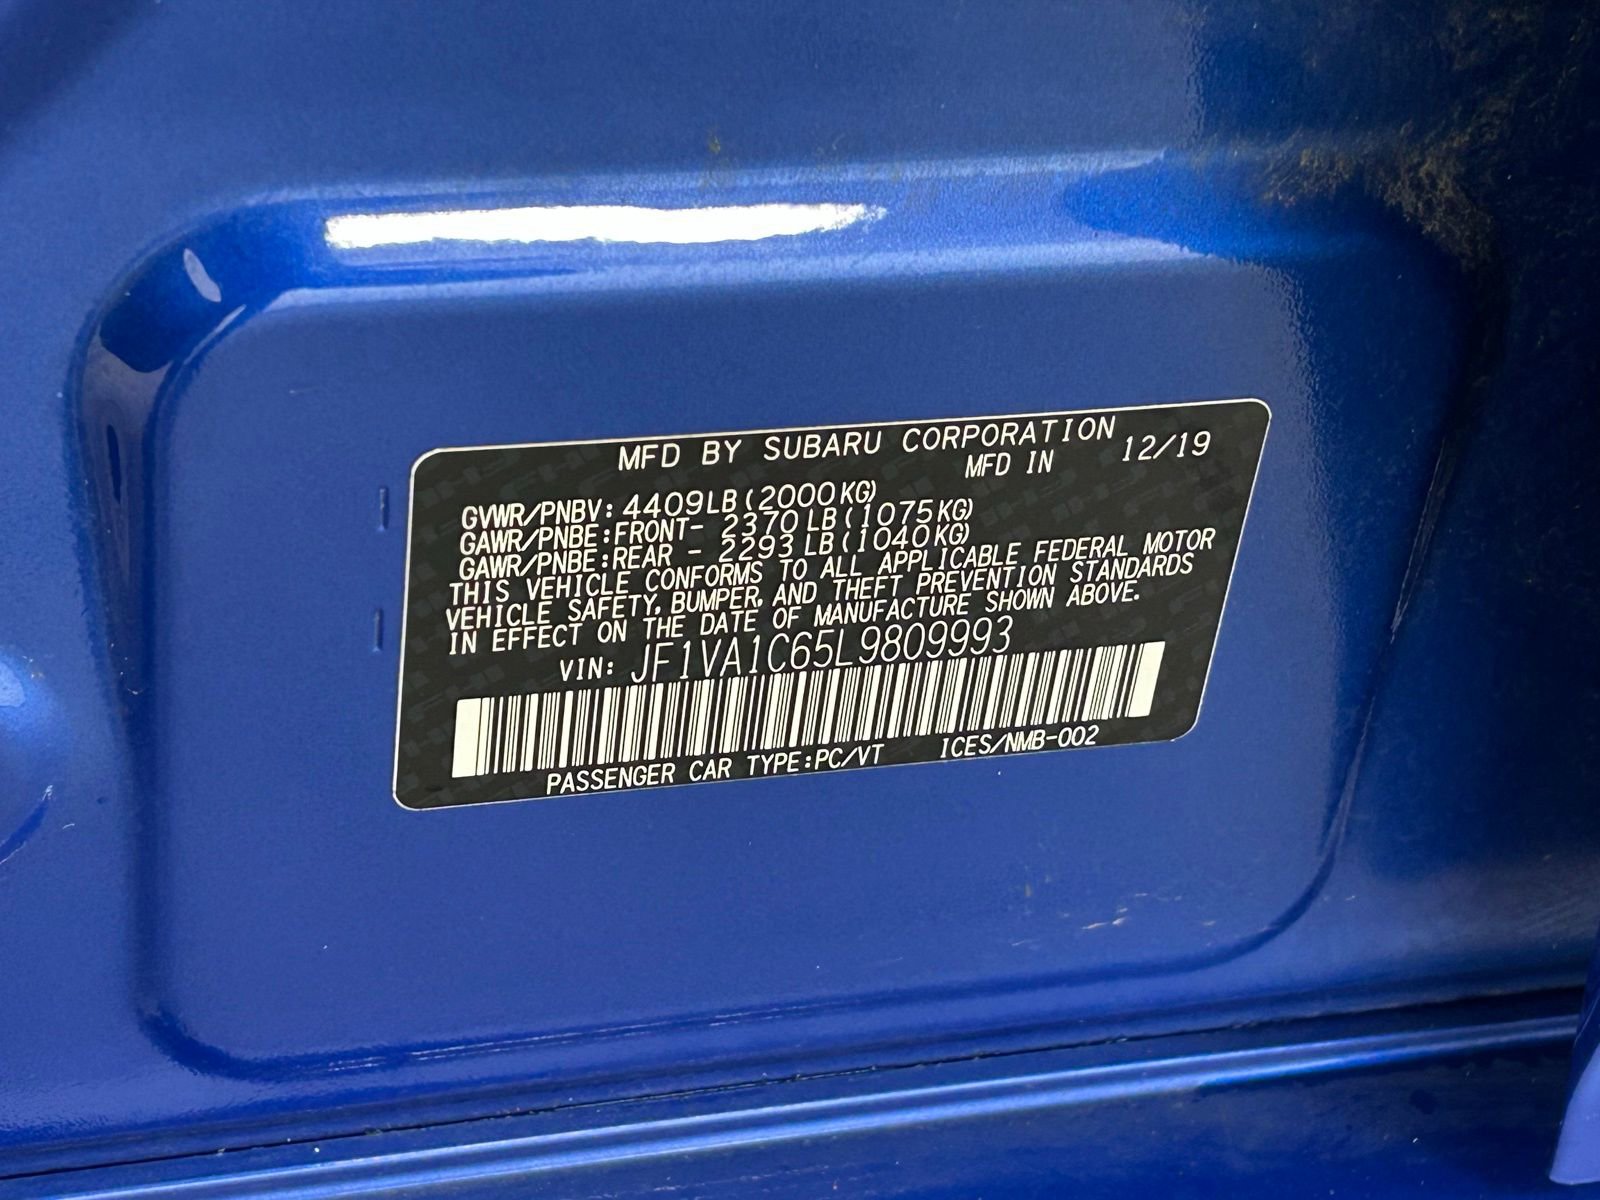 MFD BY SUBARU CORPORATION
MFD IN 12/19
GVWR/PNBV: 4409LB(2000KG)
GAWR/PNBE:FRONT- 2370LB(1075KG)
GAWR/PNBE:REAR - 2293LB(1040KG)
THIS VEHICLE CONFORMS TO ALL APPLICABLE FEDERAL MOTOR
VEHICLE SAFETY, BUMPER, AND THEFT PREVENTION STANDARDS
IN EFFECT ON THE DATE OF MANUFACTURE SHOWN ABOVE.
VIN: JF1VA1C65L9809993
PASSENGER CAR TYPE:PC/VT ICES/NMB-002